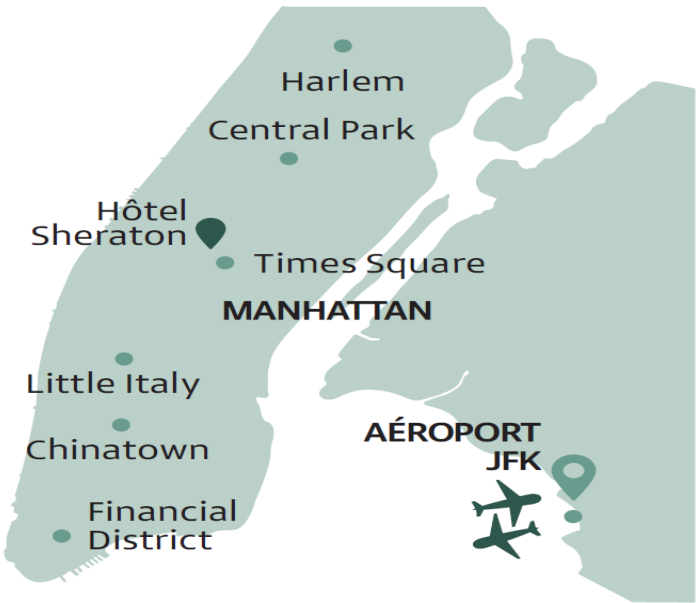 Harlem
Central Park
Hôtel
Sheraton
Times Square
MANHATTAN
Little Italy
Chinatown
Financial
District
AÉROPORT
JFK